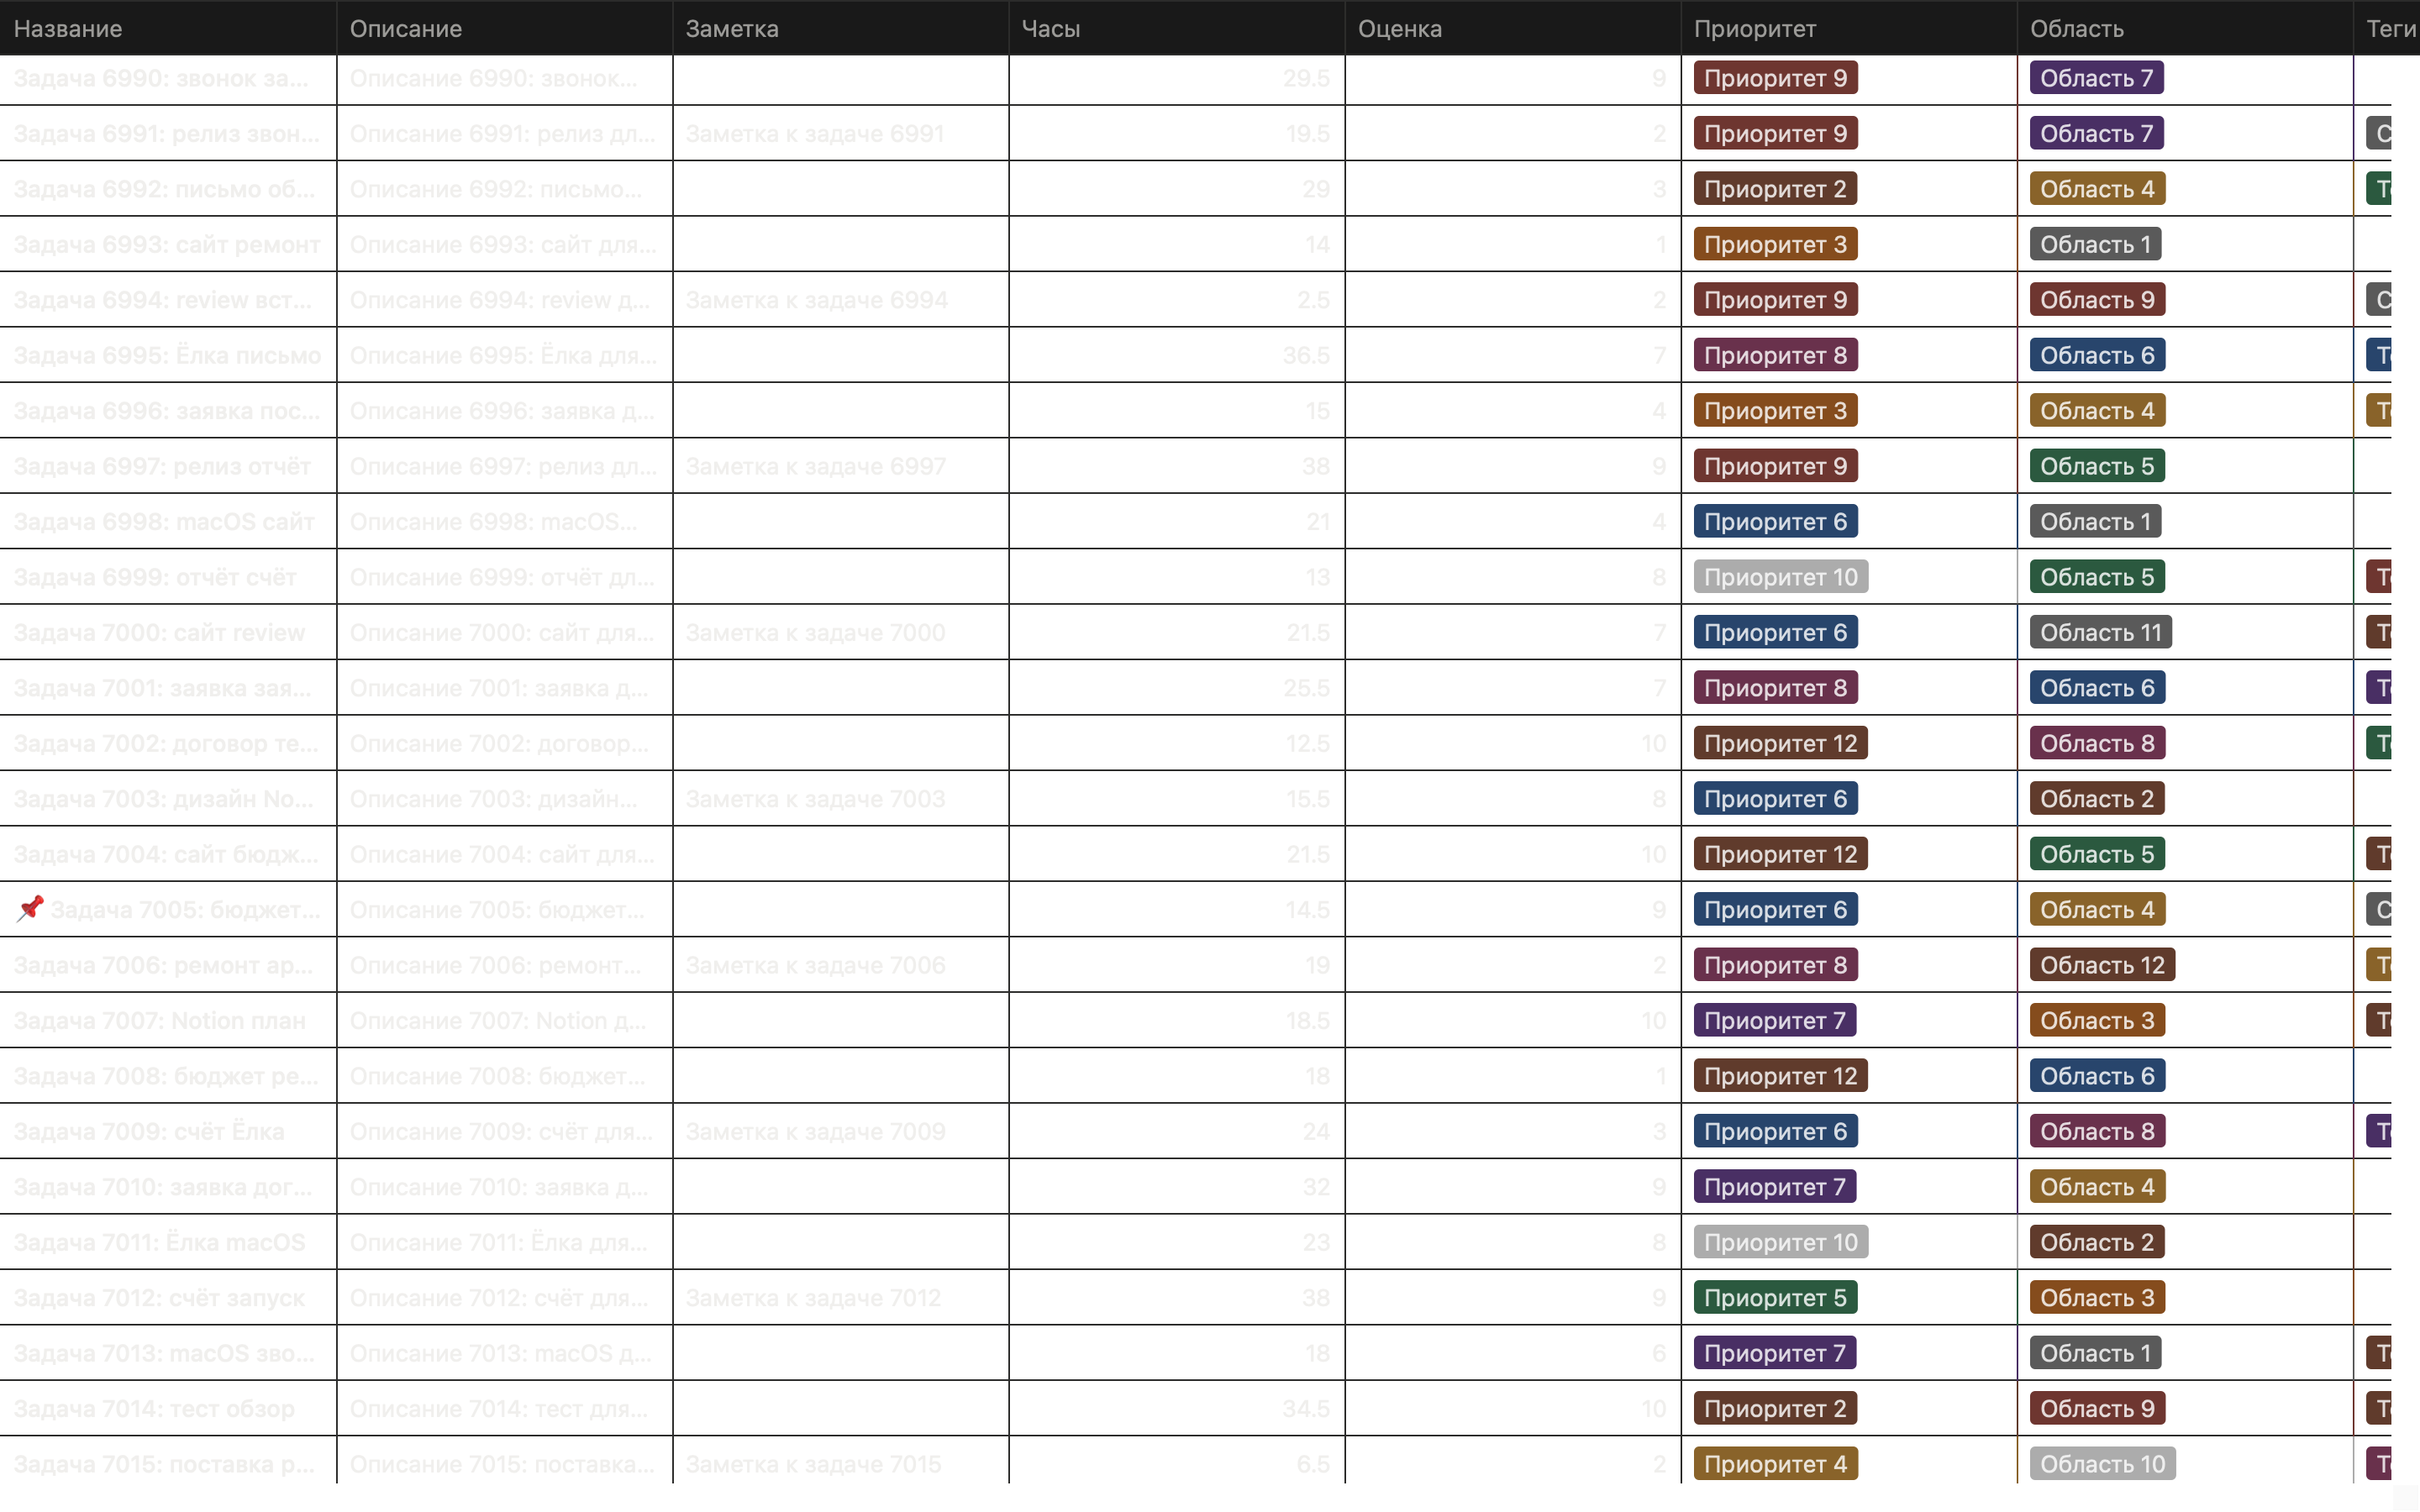 Название Описание Заметка Часы Оценка Приоритет Область Теги
Задача 6990: звонок за... Описание 6990: звонок... 29.5 9 Приоритет 9 Область 7
Задача 6991: релиз звон... Описание 6991: релиз дл... Заметка к задаче 6991 19.5 2 Приоритет 9 Область 7
Задача 6992: письмо об... Описание 6992: письмо... 29 3 Приоритет 2 Область 4
Задача 6993: сайт ремонт Описание 6993: сайт для... 14 1 Приоритет 3 Область 1
Задача 6994: review вст... Описание 6994: review д... Заметка к задаче 6994 2.5 2 Приоритет 9 Область 9
Задача 6995: Ёлка письмо Описание 6995: Ёлка для... 36.5 7 Приоритет 8 Область 6
Задача 6996: заявка пос... Описание 6996: заявка д... 15 4 Приоритет 3 Область 4
Задача 6997: релиз отчёт Описание 6997: релиз дл... Заметка к задаче 6997 38 9 Приоритет 9 Область 5
Задача 6998: macOS сайт Описание 6998: macOS... 21 4 Приоритет 6 Область 1
Задача 6999: отчёт счёт Описание 6999: отчёт дл... 13 8 Приоритет 10 Область 5
Задача 7000: сайт review Описание 7000: сайт для... Заметка к задаче 7000 21.5 7 Приоритет 6 Область 11
Задача 7001: заявка зая... Описание 7001: заявка д... 25.5 7 Приоритет 8 Область 6
Задача 7002: договор те... Описание 7002: договор... 12.5 10 Приоритет 12 Область 8
Задача 7003: дизайн No... Описание 7003: дизайн... Заметка к задаче 7003 15.5 8 Приоритет 6 Область 2
Задача 7004: сайт бюдж... Описание 7004: сайт для... 21.5 10 Приоритет 12 Область 5
📌 Задача 7005: бюджет... Описание 7005: бюджет... 14.5 9 Приоритет 6 Область 4
Задача 7006: ремонт ар... Описание 7006: ремонт... Заметка к задаче 7006 19 2 Приоритет 8 Область 12
Задача 7007: Notion план Описание 7007: Notion д... 18.5 10 Приоритет 7 Область 3
Задача 7008: бюджет ре... Описание 7008: бюджет... 18 1 Приоритет 12 Область 6
Задача 7009: счёт Ёлка Описание 7009: счёт для... Заметка к задаче 7009 24 3 Приоритет 6 Область 8
Задача 7010: заявка дог... Описание 7010: заявка д... 32 9 Приоритет 7 Область 4
Задача 7011: Ёлка macOS Описание 7011: Ёлка для... 23 8 Приоритет 10 Область 2
Задача 7012: счёт запуск Описание 7012: счёт для... Заметка к задаче 7012 38 9 Приоритет 5 Область 3
Задача 7013: macOS зво... Описание 7013: macOS д... 18 6 Приоритет 7 Область 1
Задача 7014: тест обзор Описание 7014: тест для... 34.5 10 Приоритет 2 Область 9
Задача 7015: поставка р... Описание 7015: поставка... Заметка к задаче 7015 6.5 2 Приоритет 4 Область 10